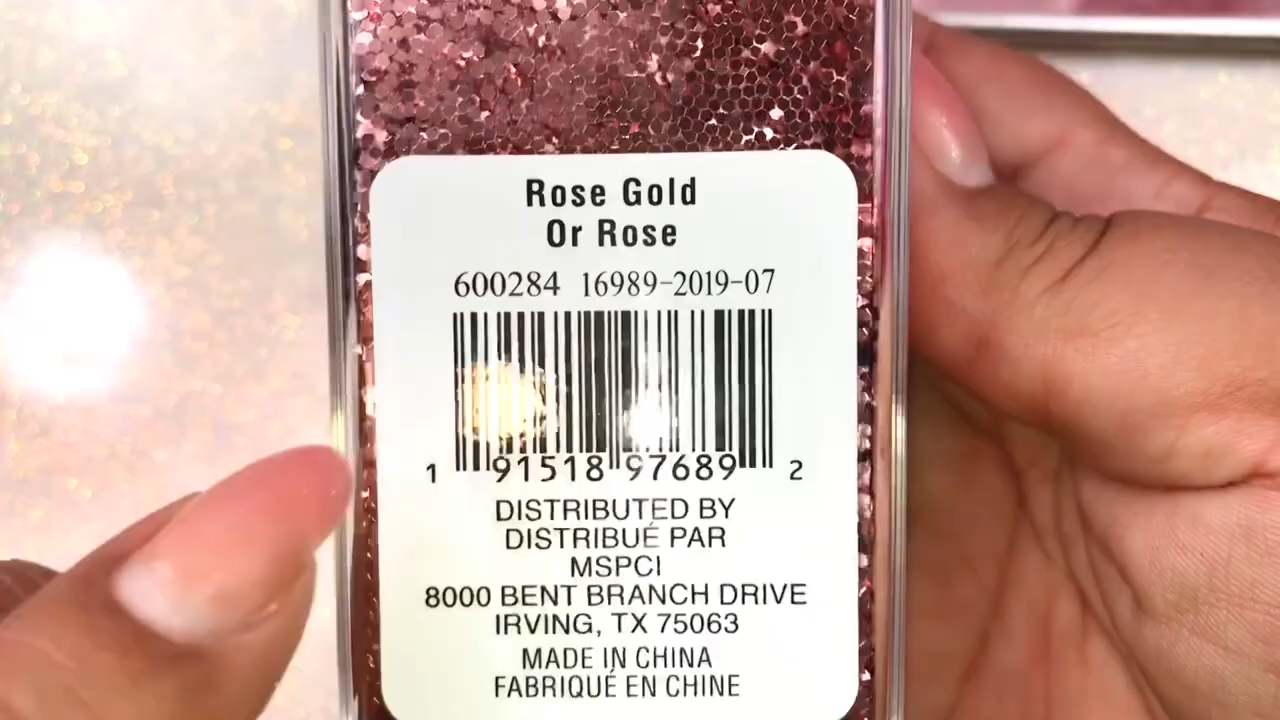 Rose Gold
Or Rose
600284 16989-2019-07
1 91518 97689 2
DISTRIBUTED BY
DISTRIBUÉ PAR
MSPCI
8000 BENT BRANCH DRIVE
IRVING, TX 75063
MADE IN CHINA
FABRIQUÉ EN CHINE